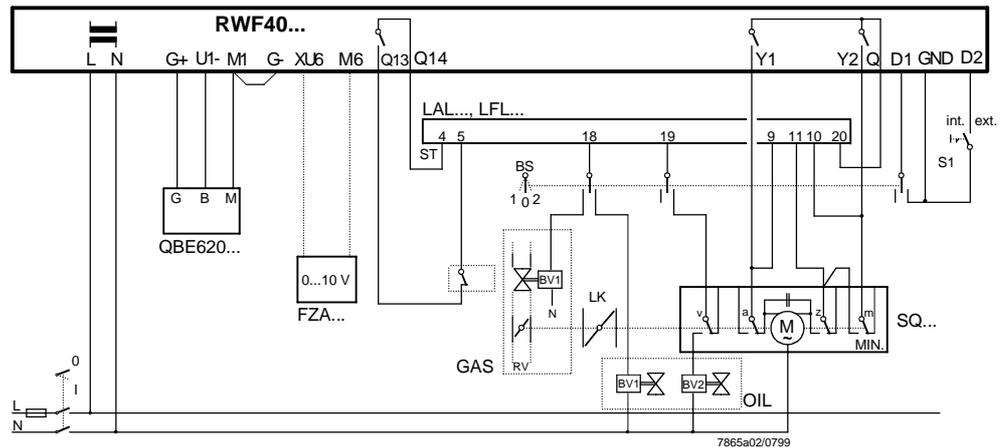 RWF40...
L N G+ U1- M1 G- XU6 M6 Q13 Q14 Y1 Y2 Q D1 GND D2
LAL..., LFL...
4 5 18 19 9 11 10 20
ST
int. ext.
S1
BS
1 0 2
I I
G B M
QBE620...
0...10 V
FZA...
BV1
N
LK
RV
GAS
v a M ~ z m
MIN.
SQ...
BV1 BV2
OIL
0
I
L
N
7865a02/0799